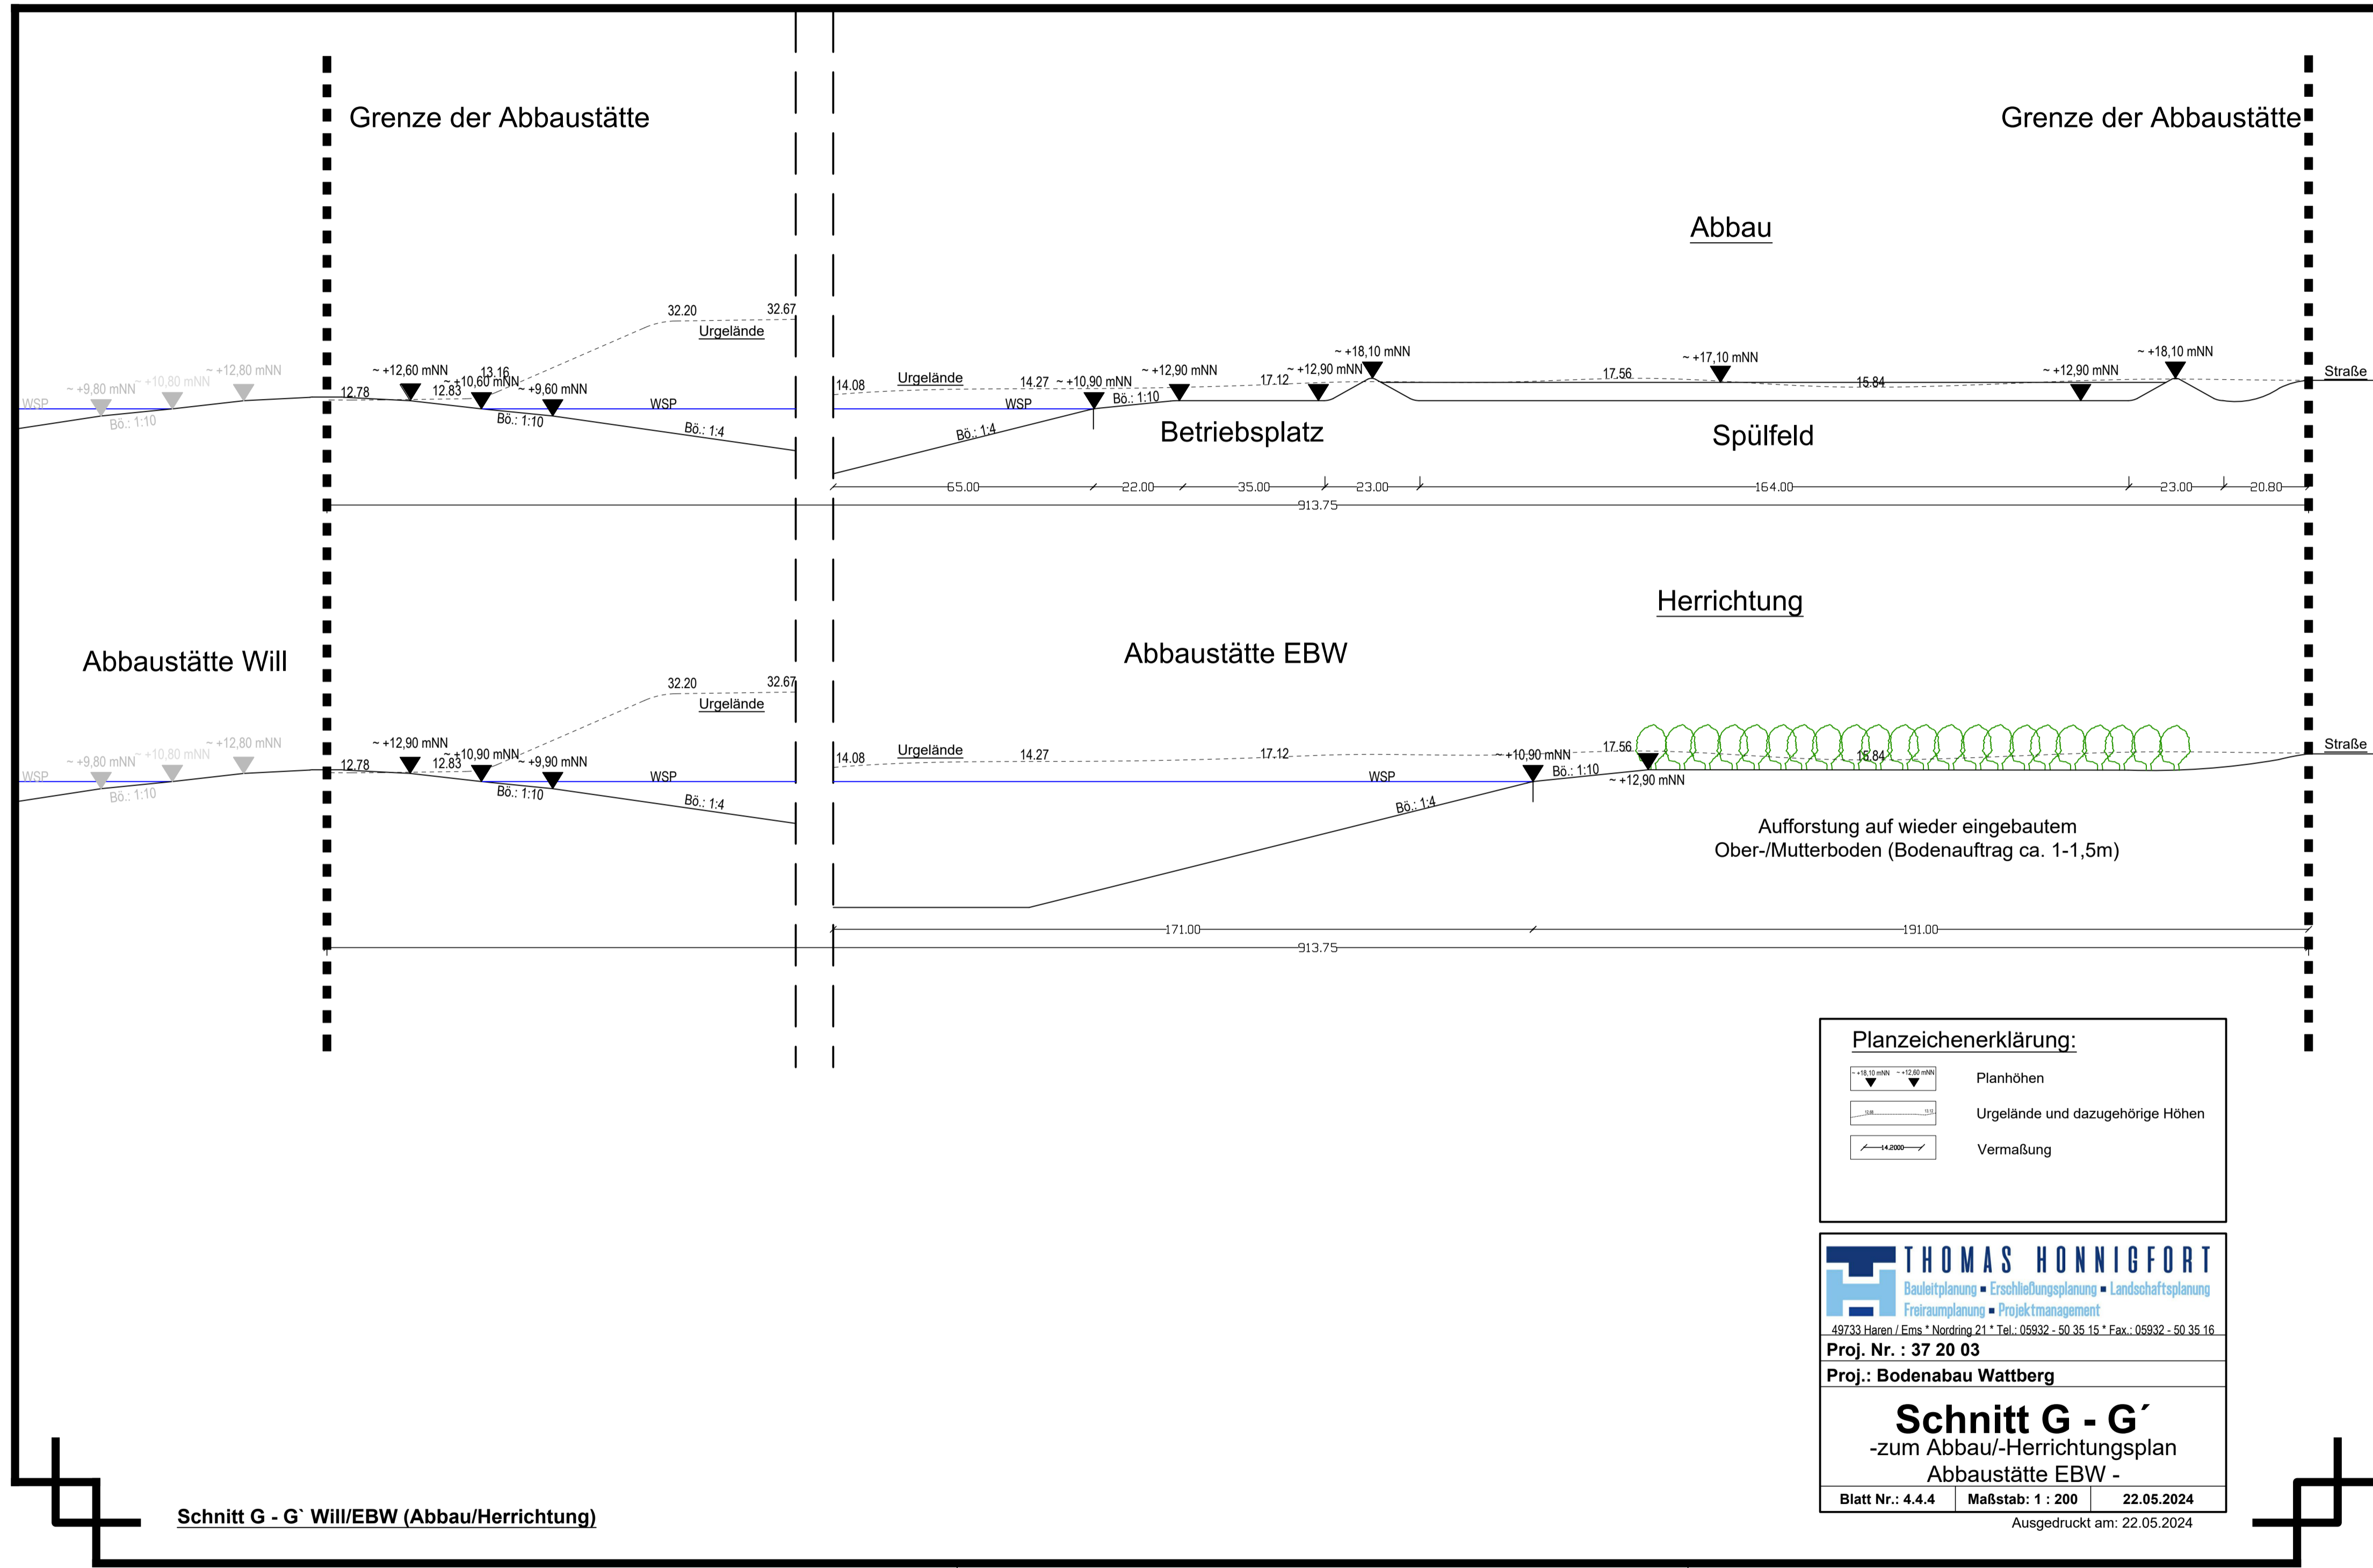 Grenze der Abbaustätte
Grenze der Abbaustätte
Abbau
32.20
32.67
Urgelände
~ +9,80 mNN
~ +10,80 mNN
~ +12,80 mNN
WSP
Bö.: 1:10
12.78
~ +12,60 mNN
12.83
13.16
~ +10,60 mNN
~ +9,60 mNN
Bö.: 1:10
WSP
Bö.: 1:4
14.08
Urgelände
14.27
~ +10,90 mNN
WSP
Bö.: 1:4
Bö.: 1:10
~ +12,90 mNN
17.12
~ +12,90 mNN
~ +18,10 mNN
17.56
~ +17,10 mNN
15.84
~ +12,90 mNN
~ +18,10 mNN
Straße
Betriebsplatz
Spülfeld
65.00
22.00
35.00
23.00
164.00
23.00
20.80
913.75
Herrichtung
Abbaustätte Will
Abbaustätte EBW
32.20
32.67
Urgelände
~ +9,80 mNN
~ +10,80 mNN
~ +12,80 mNN
WSP
Bö.: 1:10
12.78
~ +12,90 mNN
12.83
~ +10,90 mNN
~ +9,90 mNN
Bö.: 1:10
WSP
Bö.: 1:4
14.08
Urgelände
14.27
17.12
WSP
Bö.: 1:4
~ +10,90 mNN
Bö.: 1:10
17.56
~ +12,90 mNN
15.84
Straße
Aufforstung auf wieder eingebautem
Ober-/Mutterboden (Bodenauftrag ca. 1-1,5m)
171.00
191.00
913.75
Planzeichenerklärung:
~ +18,10 mNN ~ +12,60 mNN
Planhöhen
Urgelände und dazugehörige Höhen
14.2000
Vermaßung
THOMAS HONNIGFORT
Bauleitplanung ▪ Erschließungsplanung ▪ Landschaftsplanung
Freiraumplanung ▪ Projektmanagement
49733 Haren / Ems * Nordring 21 * Tel.: 05932 - 50 35 15 * Fax.: 05932 - 50 35 16
Proj. Nr. : 37 20 03
Proj.: Bodenabau Wattberg
Schnitt G - G´
-zum Abbau/-Herrichtungsplan
Abbaustätte EBW -
Blatt Nr.: 4.4.4 Maßstab: 1 : 200 22.05.2024
Ausgedruckt am: 22.05.2024
Schnitt G - G` Will/EBW (Abbau/Herrichtung)